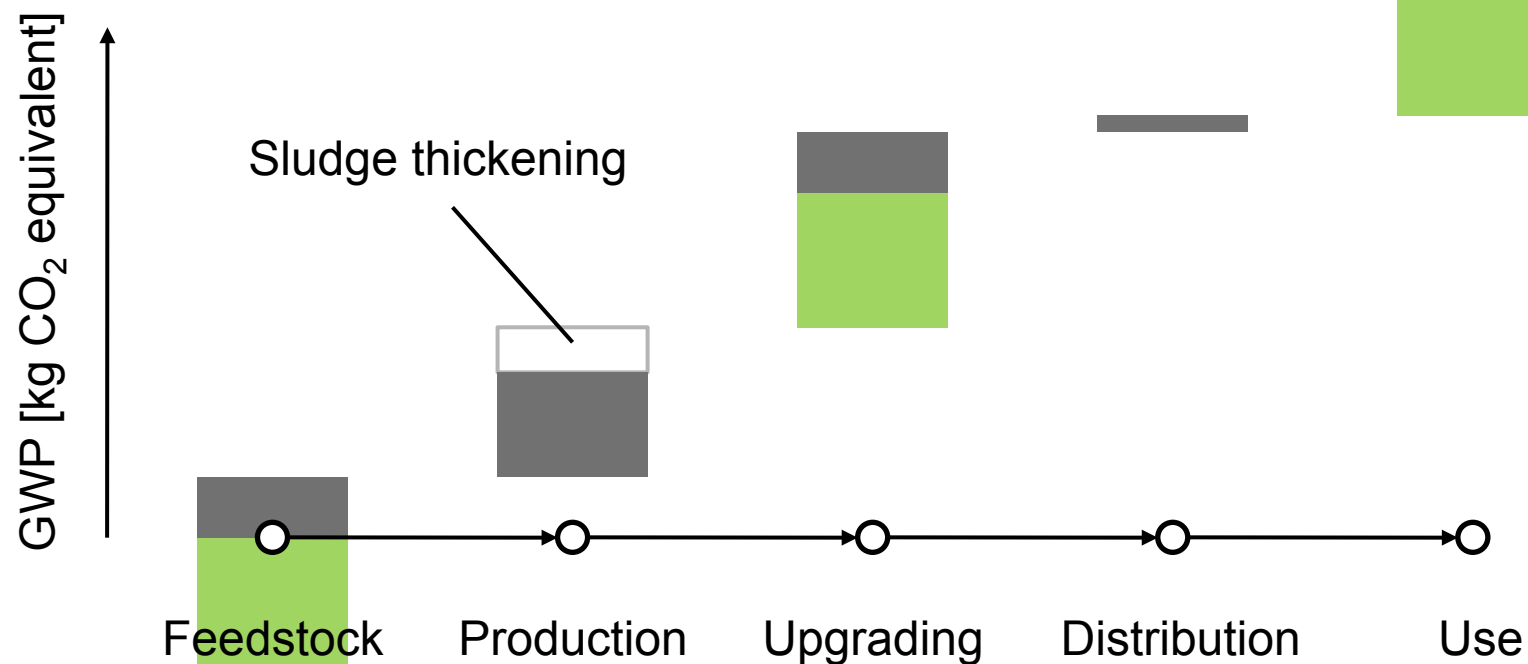 GWP [kg CO₂ equivalent]
Sludge thickening
Feedstock
Production
Upgrading
Distribution
Use